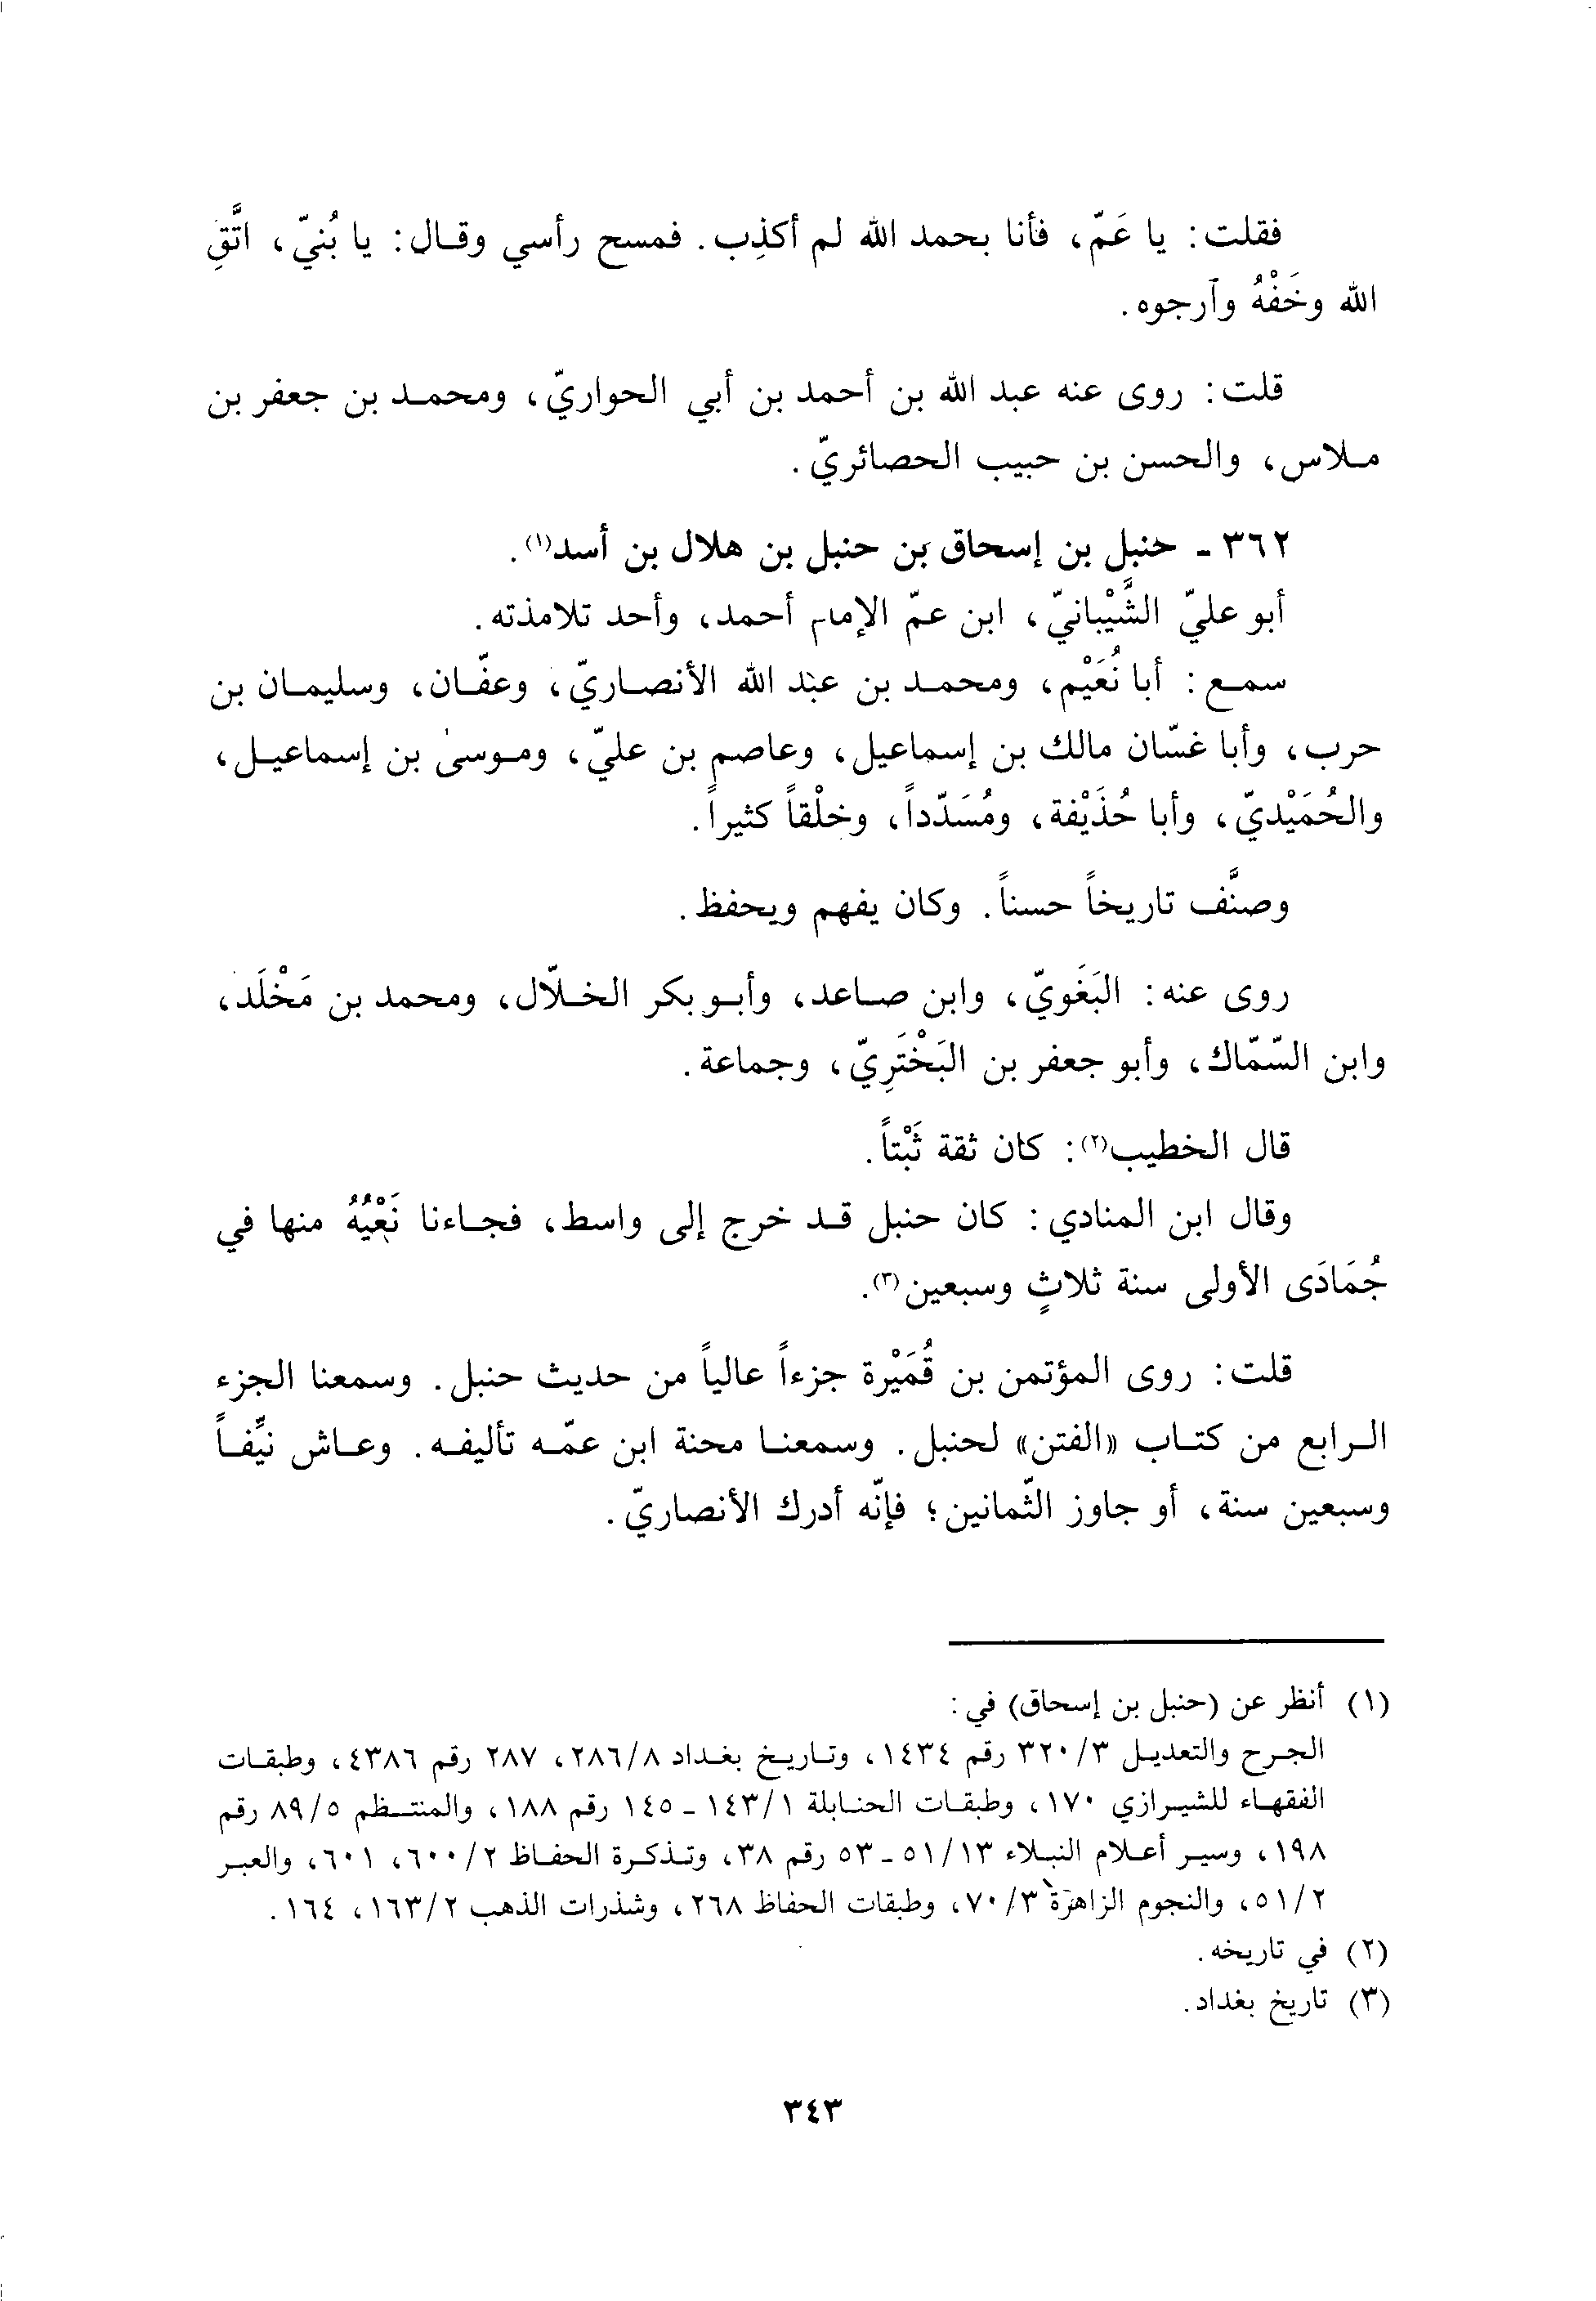 فقلت: يا عَمّ، فأنا بحمد الله لم أكذِب. فمسح رأسي وقال: يا بُنيّ، اتَّقِ
الله وخَفْهُ وآرجوه.
قلت: روى عنه عبد الله بن أحمد بن أبي الحواريّ، ومحمد بن جعفر بن
ملاس، والحسن بن حبيب الحصائريّ.
٣٦٢ - حنبل بن إسحاق بن حنبل بن هلال بن أسد(١).
أبو عليّ الشَّيْبانيّ، ابن عمّ الإمام أحمد، وأحد تلامذته.
سمع: أبا نُعَيْم، ومحمد بن عبد الله الأنصاريّ، وعفّان، وسليمان بن
حرب، وأبا غسّان مالك بن إسماعيل، وعاصم بن عليّ، وموسىٰ بن إسماعيل،
والحُمَيْديّ، وأبا حُذَيْفة، ومُسَدّداً، وخلْقاً كثيراً.
وصنَّف تاريخاً حسناً. وكان يفهم ويحفظ.
روى عنه: البَغَويّ، وابن صاعد، وأبو بكر الخلّال، ومحمد بن مَخْلَد،
وابن السّمّاك، وأبو جعفر بن البَخْتَرِيّ، وجماعة.
قال الخطيب(٢): كان ثقة ثَبْتاً.
وقال ابن المنادي: كان حنبل قد خرج إلى واسط، فجاءنا نَعْيُهُ منها في
جُمَادَى الأولى سنة ثلاثٍ وسبعين(٣).
قلت: روى المؤتمن بن قُمَيْرة جزءاً عالياً من حديث حنبل. وسمعنا الجزء
الرابع من كتاب «الفتن» لحنبل. وسمعنا محنة ابن عمّه تأليفه. وعاش نيِّفاً
وسبعين سنة، أو جاوز الثّمانين؛ فإنّه أدرك الأنصاريّ.
(١) أنظر عن (حنبل بن إسحاق) في:
الجرح والتعديل ٣/ ٣٢٠ رقم ١٤٣٤، وتاريخ بغداد ٨/ ٢٨٦، ٢٨٧ رقم ٤٣٨٦، وطبقات
الفقهاء للشيرازي ١٧٠، وطبقات الحنابلة ١/ ١٤٣ - ١٤٥ رقم ١٨٨، والمنتظم ٥/ ٨٩ رقم
١٩٨، وسير أعلام النبلاء ١٣/ ٥١ - ٥٣ رقم ٣٨، وتذكرة الحفاظ ٢/ ٦٠٠، ٦٠١، والعبر
٢/ ٥١، والنجوم الزاهرة ٣/ ٧٠، وطبقات الحفاظ ٢٦٨، وشذرات الذهب ٢/ ١٦٣، ١٦٤.
(٢) في تاريخه.
(٣) تاريخ بغداد.
٣٤٣